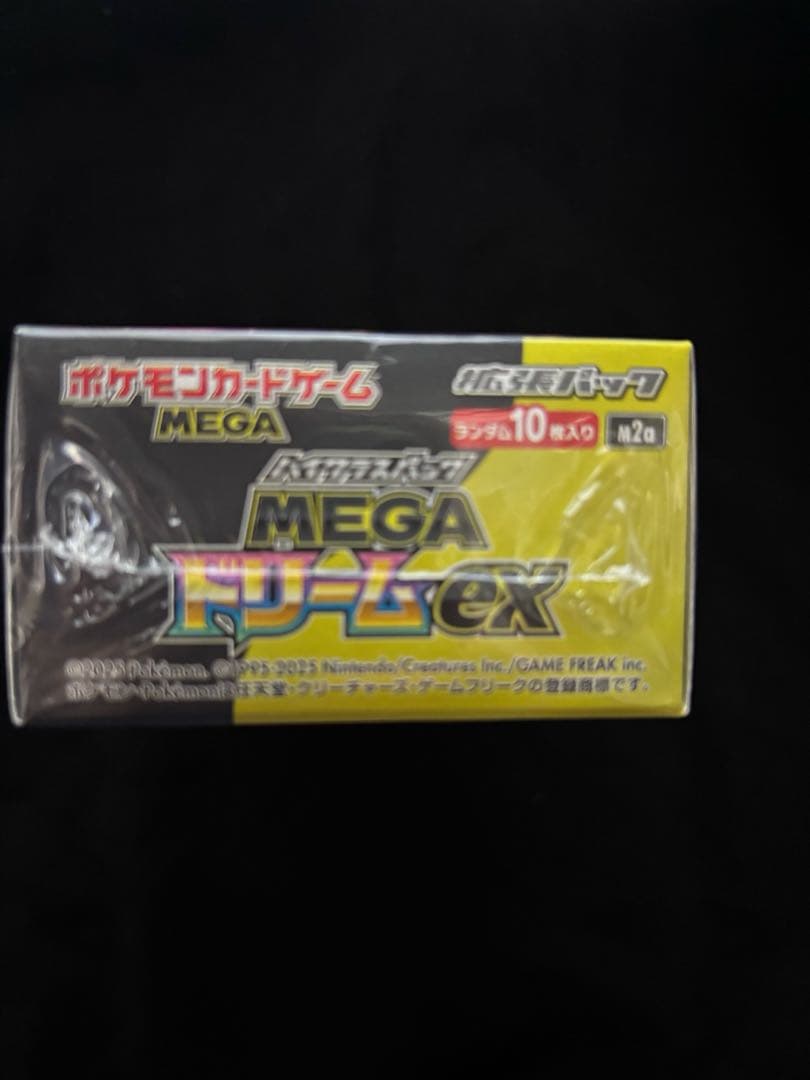 ポケモンカードゲーム
MEGA
拡張パック
ランダム10枚入り
M2a
ハイクラスパック
MEGA
ドリームex
©2025 Pokémon. ©1995-2025 Nintendo/Creatures Inc./GAME FREAK inc.
ポケモン・Pokémonは任天堂・クリーチャーズ・ゲームフリークの登録商標です。